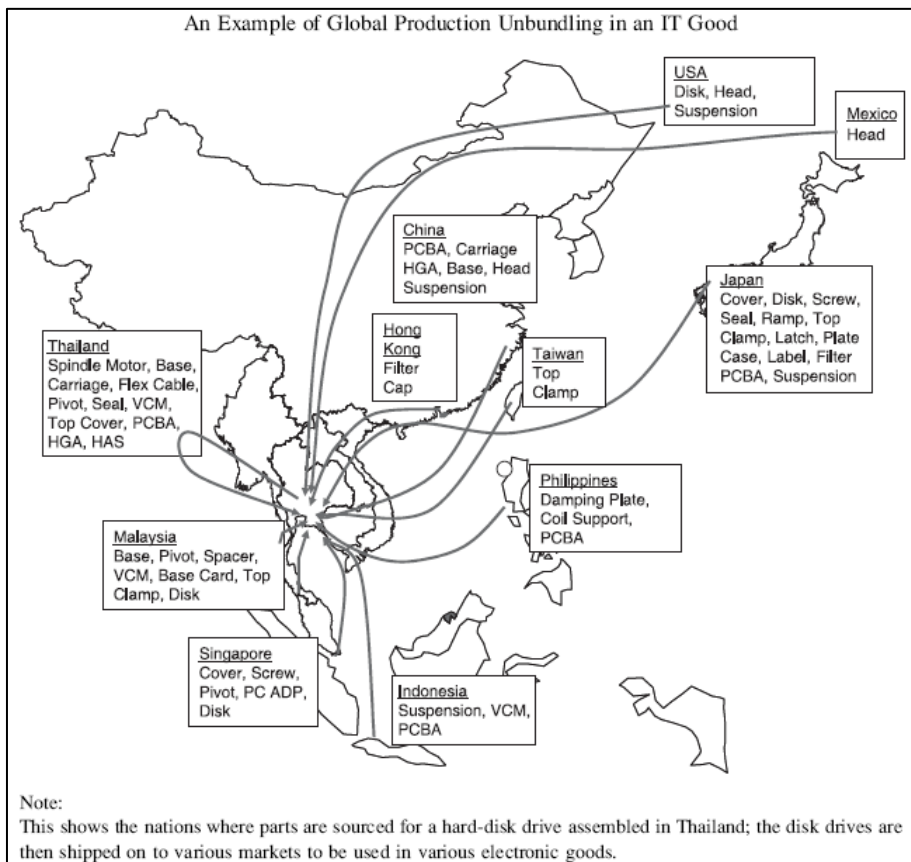 An Example of Global Production Unbundling in an IT Good
USA
Disk, Head,
Suspension
Mexico
Head
China
PCBA, Carriage
HGA, Base, Head
Suspension
Japan
Cover, Disk, Screw,
Seal, Ramp, Top
Clamp, Latch, Plate
Case, Label, Filter
PCBA, Suspension
Hong
Kong
Filter
Cap
Taiwan
Top
Clamp
Thailand
Spindle Motor, Base,
Carriage, Flex Cable,
Pivot, Seal, VCM,
Top Cover, PCBA,
HGA, HAS
Philippines
Damping Plate,
Coil Support,
PCBA
Malaysia
Base, Pivot, Spacer,
VCM, Base Card, Top
Clamp, Disk
Singapore
Cover, Screw,
Pivot, PC ADP,
Disk
Indonesia
Suspension, VCM,
PCBA
Note:
This shows the nations where parts are sourced for a hard-disk drive assembled in Thailand; the disk drives are
then shipped on to various markets to be used in various electronic goods.